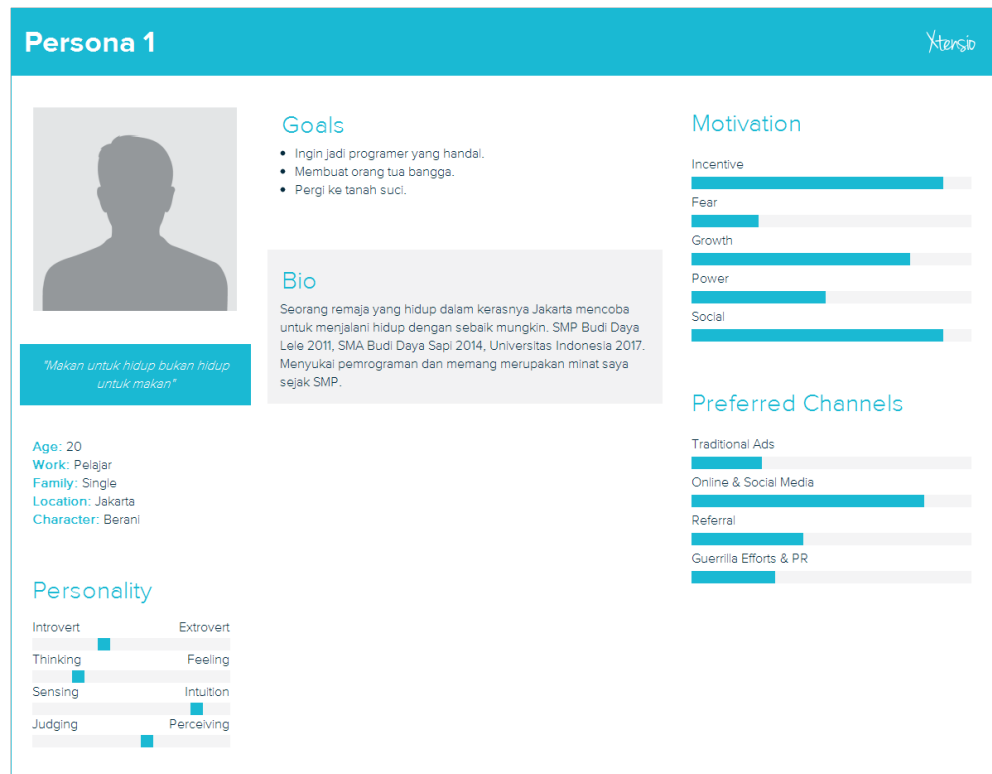 Persona 1
Xtensio
"Makan untuk hidup bukan hidup
untuk makan"
Age: 20
Work: Pelajar
Family: Single
Location: Jakarta
Character: Berani
Personality
Introvert Extrovert
Thinking Feeling
Sensing Intuition
Judging Perceiving
Goals
• Ingin jadi programer yang handal.
• Membuat orang tua bangga.
• Pergi ke tanah suci.
Bio
Seorang remaja yang hidup dalam kerasnya Jakarta mencoba
untuk menjalani hidup dengan sebaik mungkin. SMP Budi Daya
Lele 2011, SMA Budi Daya Sapi 2014, Universitas Indonesia 2017.
Menyukai pemrograman dan memang merupakan minat saya
sejak SMP.
Motivation
Incentive
Fear
Growth
Power
Social
Preferred Channels
Traditional Ads
Online & Social Media
Referral
Guerrilla Efforts & PR